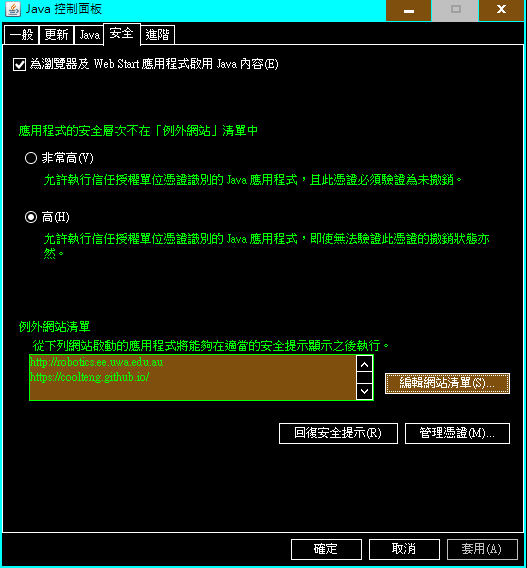 Java 控制面板
一般 更新 Java 安全 進階
為瀏覽器及 Web Start 應用程式啟用 Java 內容(E)
應用程式的安全層次不在「例外網站」清單中
非常高(V)
允許執行信任授權單位憑證識別的 Java 應用程式，且此憑證必須驗證為未撤銷。
高(H)
允許執行信任授權單位憑證識別的 Java 應用程式，即使無法驗證此憑證的撤銷狀態亦
然。
例外網站清單
從下列網站啟動的應用程式將能夠在適當的安全提示顯示之後執行。
http://robotics.ee.uwa.edu.au
https://coolteng.github.io/
編輯網站清單(S)...
回復安全提示(R) 管理憑證(M)...
確定 取消 套用(A)